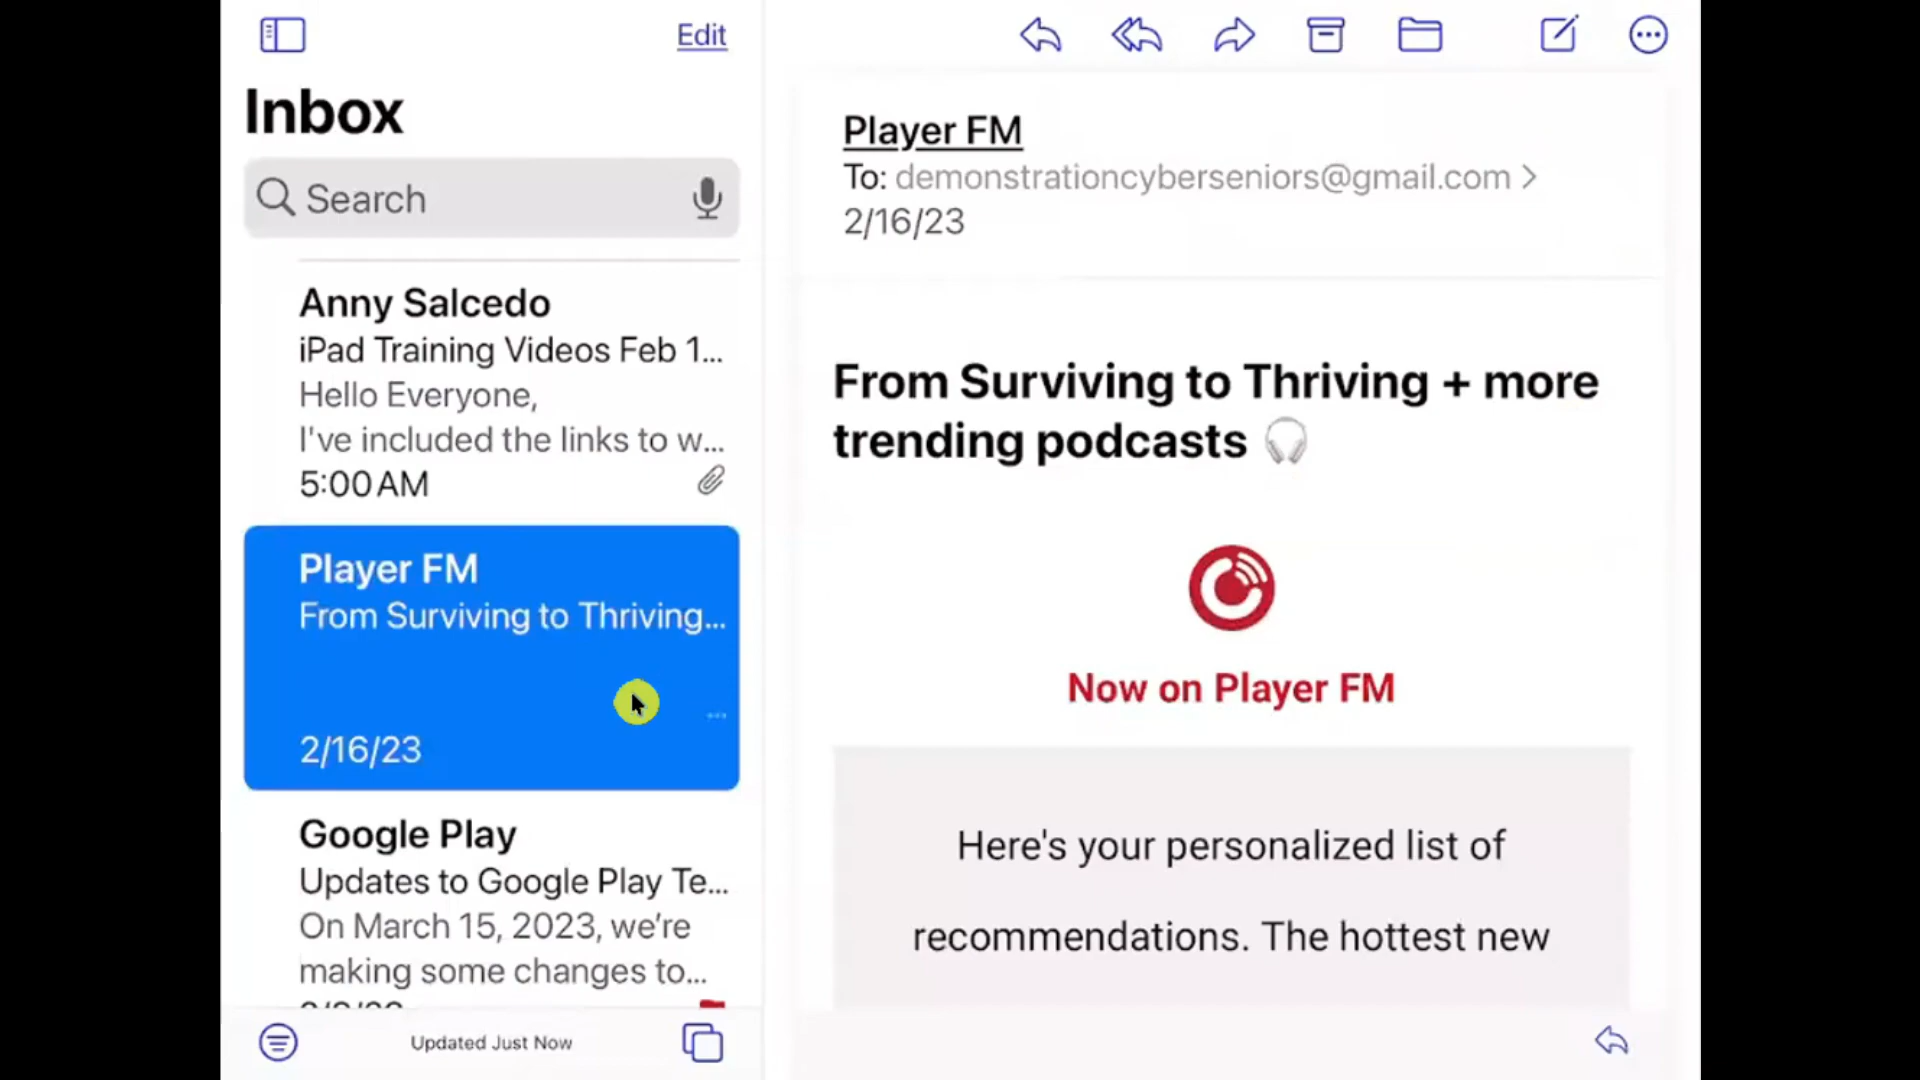 Edit
Inbox
Search
Anny Salcedo
iPad Training Videos Feb 1...
Hello Everyone,
I've included the links to w...
5:00 AM
Player FM
From Surviving to Thriving...
2/16/23
Google Play
Updates to Google Play Te...
On March 15, 2023, we're
making some changes to...
Updated Just Now
Player FM
To: demonstrationcyberseniors@gmail.com >
2/16/23
From Surviving to Thriving + more
trending podcasts 🎧
Now on Player FM
Here's your personalized list of
recommendations. The hottest new